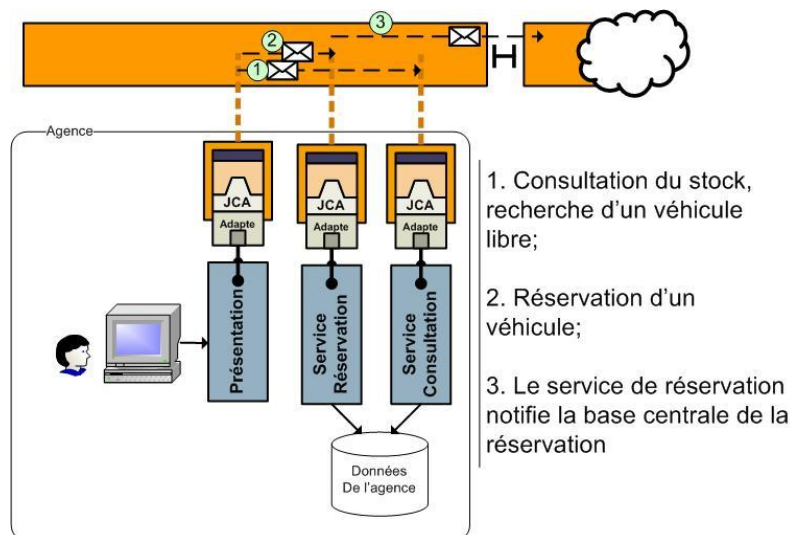 3
2
1
Agence
JCA
JCA
JCA
Adapte
Adapte
Adapte
Présentation
Service
Réservation
Service
Consultation
Données
De l'agence
1. Consultation du stock,
recherche d'un véhicule
libre;
2. Réservation d'un
véhicule;
3. Le service de réservation
notifie la base centrale de la
réservation